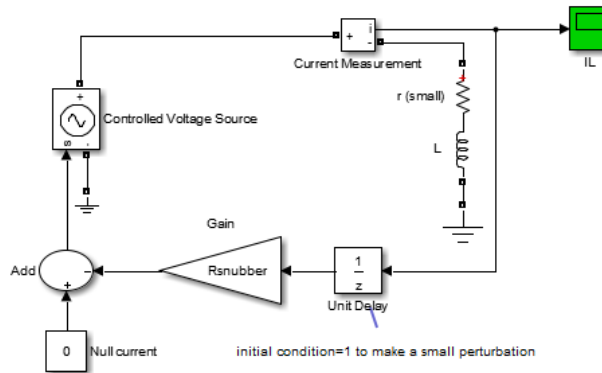 i
+
-
Current Measurement
IL
r (small)
+
Controlled Voltage Source
s
-
L
Gain
Add
-
+
Rsnubber
1
z
Unit Delay
0
Null current
initial condition=1 to make a small perturbation